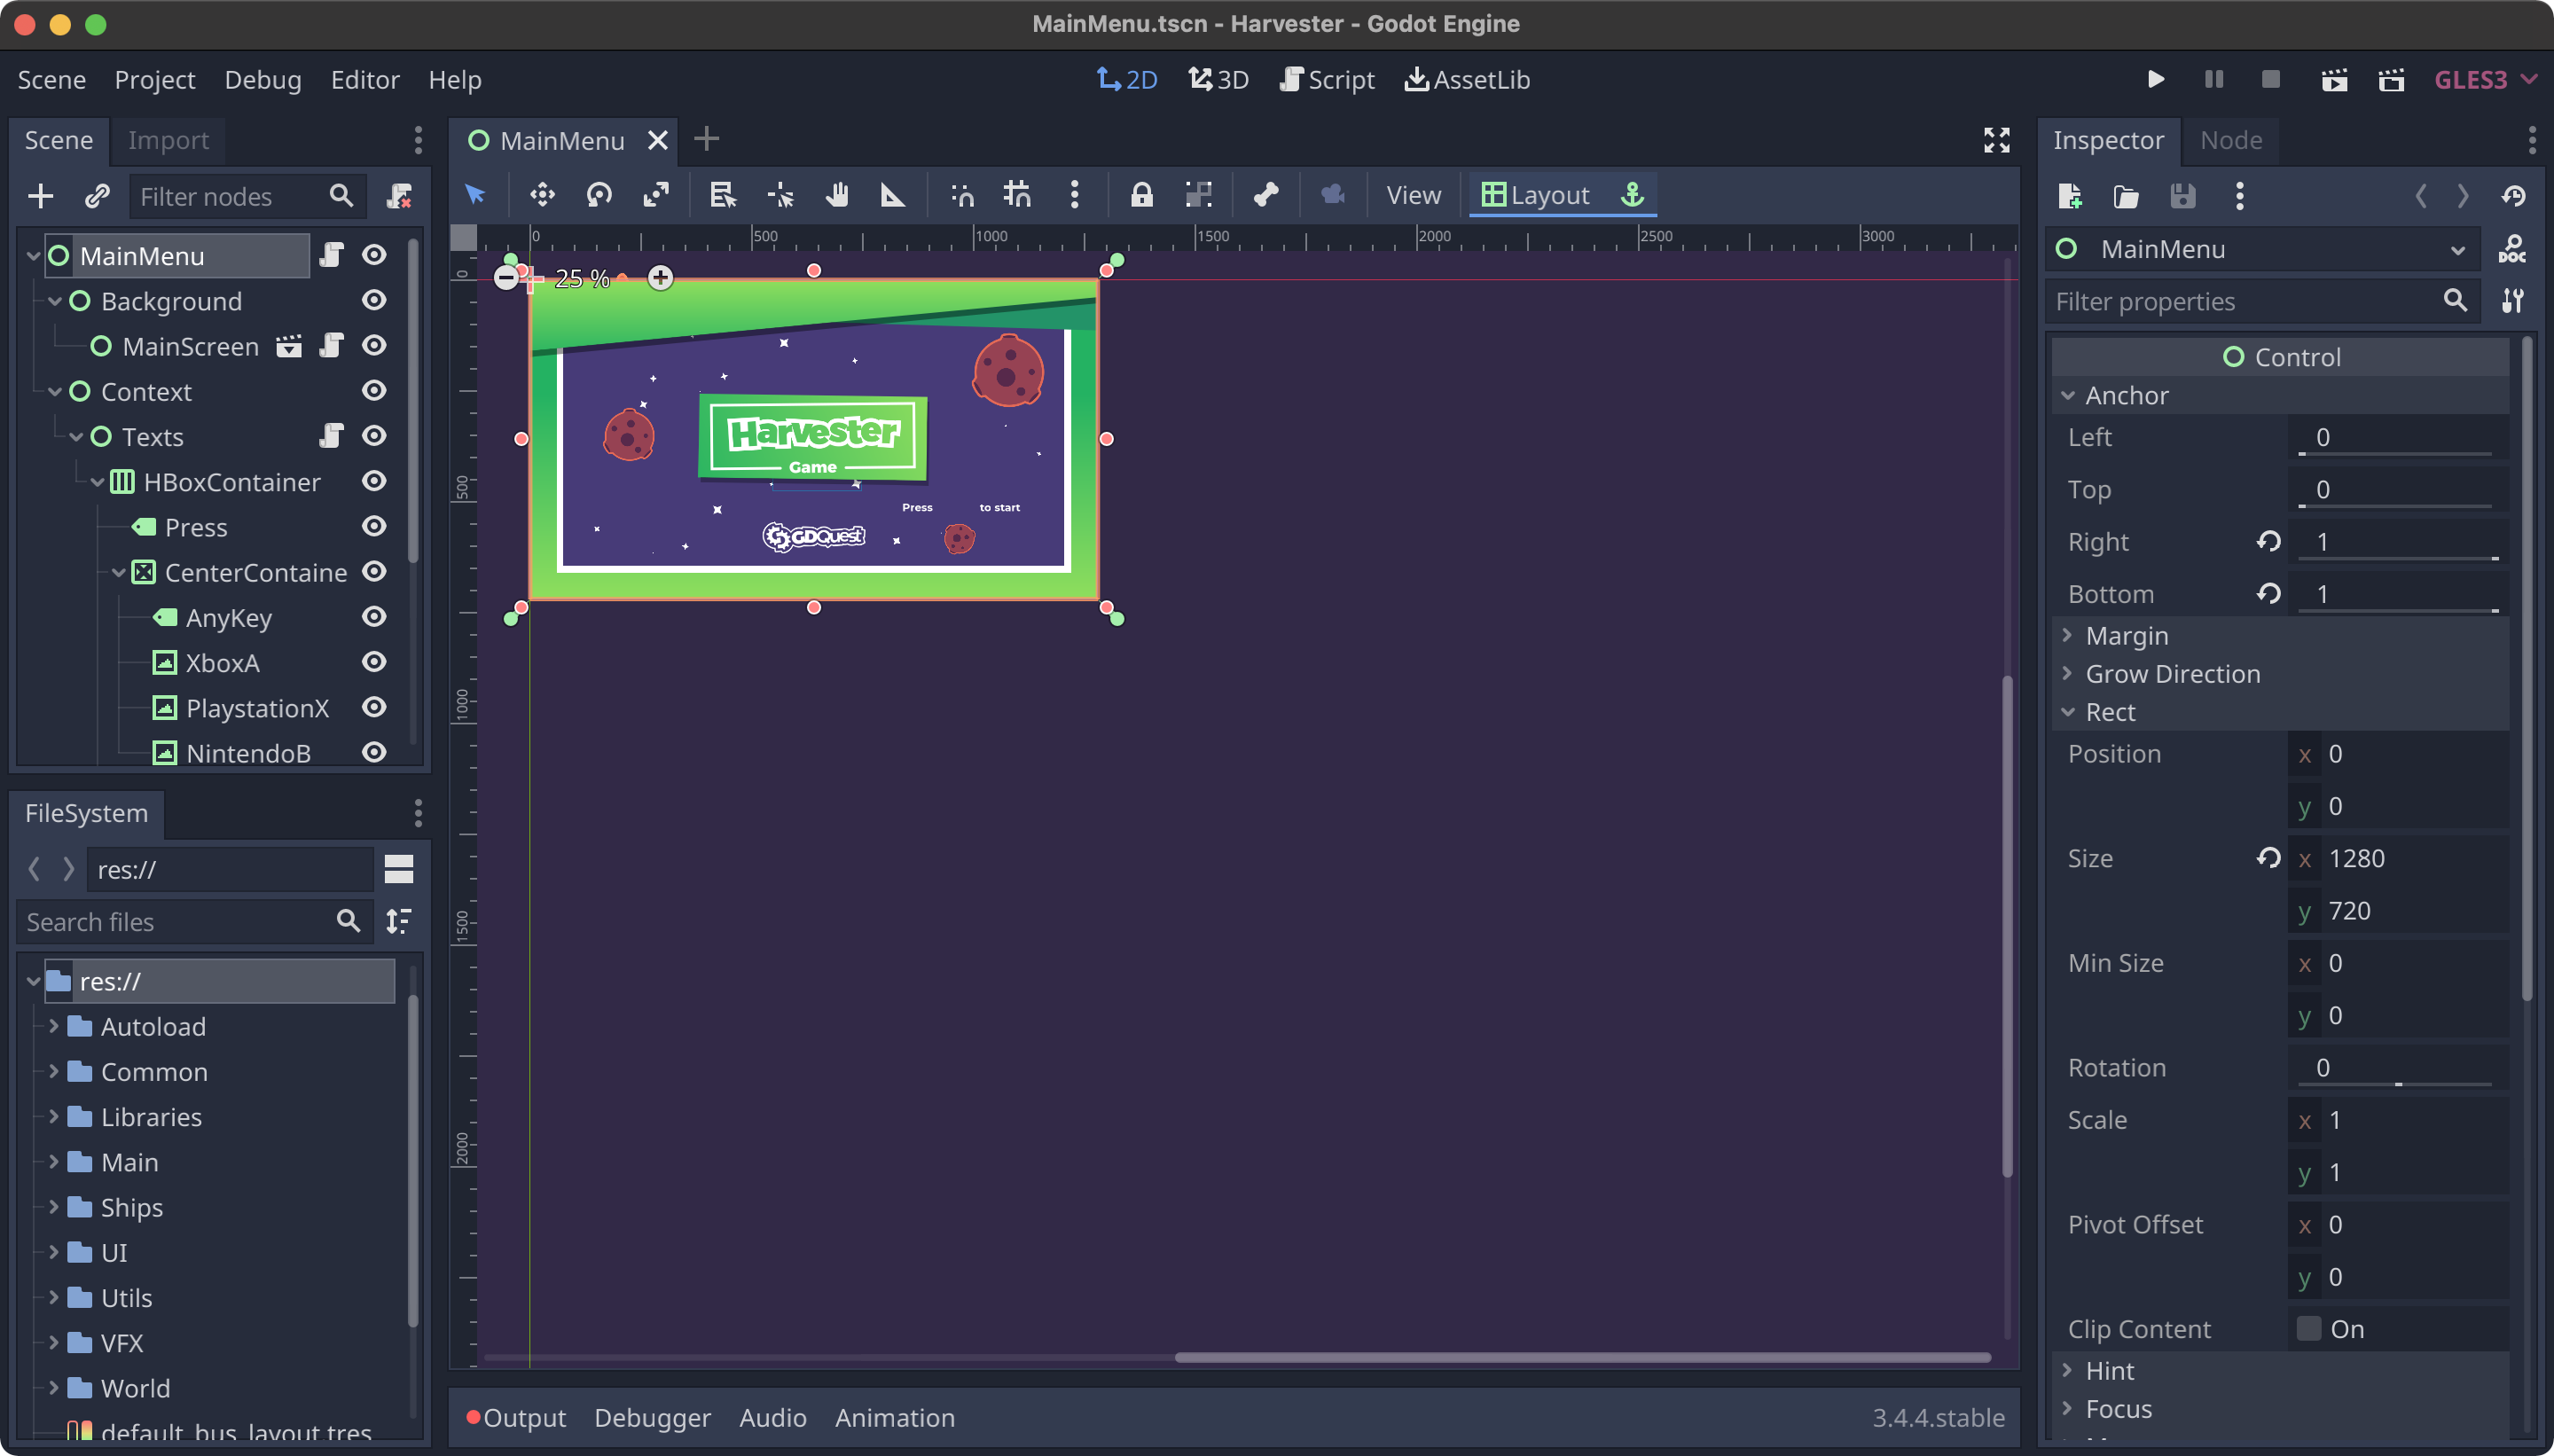 MainMenu.tscn - Harvester - Godot Engine
Scene Project Debug Editor Help
2D 3D Script AssetLib
GLES3
Scene Import
Filter nodes
MainMenu
Background
MainScreen
Context
Texts
HBoxContainer
Press
CenterContaine
AnyKey
XboxA
PlaystationX
NintendoB
FileSystem
res://
Search files
res://
Autoload
Common
Libraries
Main
Ships
UI
Utils
VFX
World
default_bus_layout.tres
MainMenu
View Layout
0 500 1000 1500 2000 2500 3000
0
500
1000
1500
2000
25 %
Harvester
Game
Press to start
GDQuest
Output Debugger Audio Animation
3.4.4.stable
Inspector Node
MainMenu
DOC
Filter properties
Control
Anchor
Left 0
Top 0
Right 1
Bottom 1
Margin
Grow Direction
Rect
Position x 0
y 0
Size x 1280
y 720
Min Size x 0
y 0
Rotation 0
Scale x 1
y 1
Pivot Offset x 0
y 0
Clip Content On
Hint
Focus